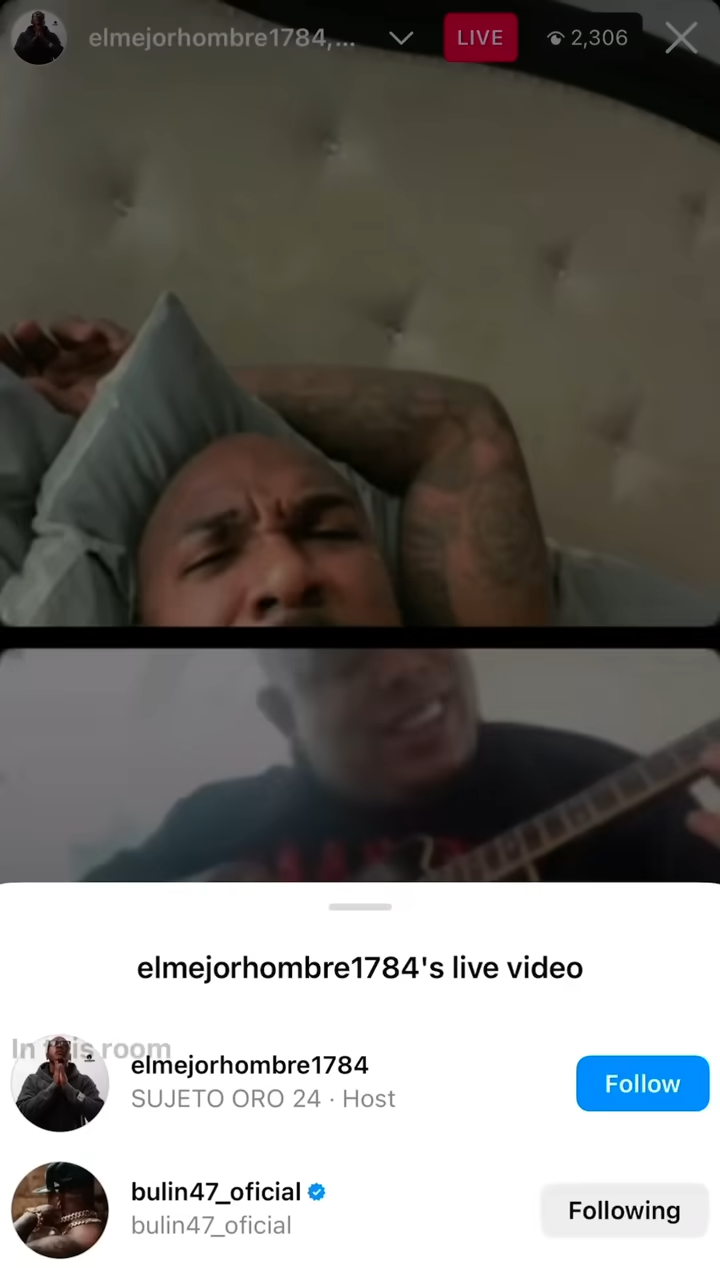 elmejorhombre1784,... LIVE 2,306
elmejorhombre1784's live video
In this room
elmejorhombre1784
SUJETO ORO 24 · Host
Follow
bulin47_oficial
bulin47_oficial
Following